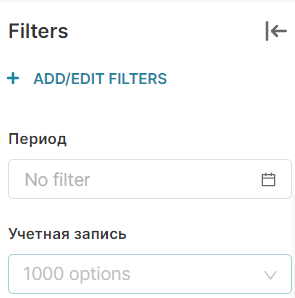 Filters
+ ADD/EDIT FILTERS
Период
No filter
Учетная запись
1000 options